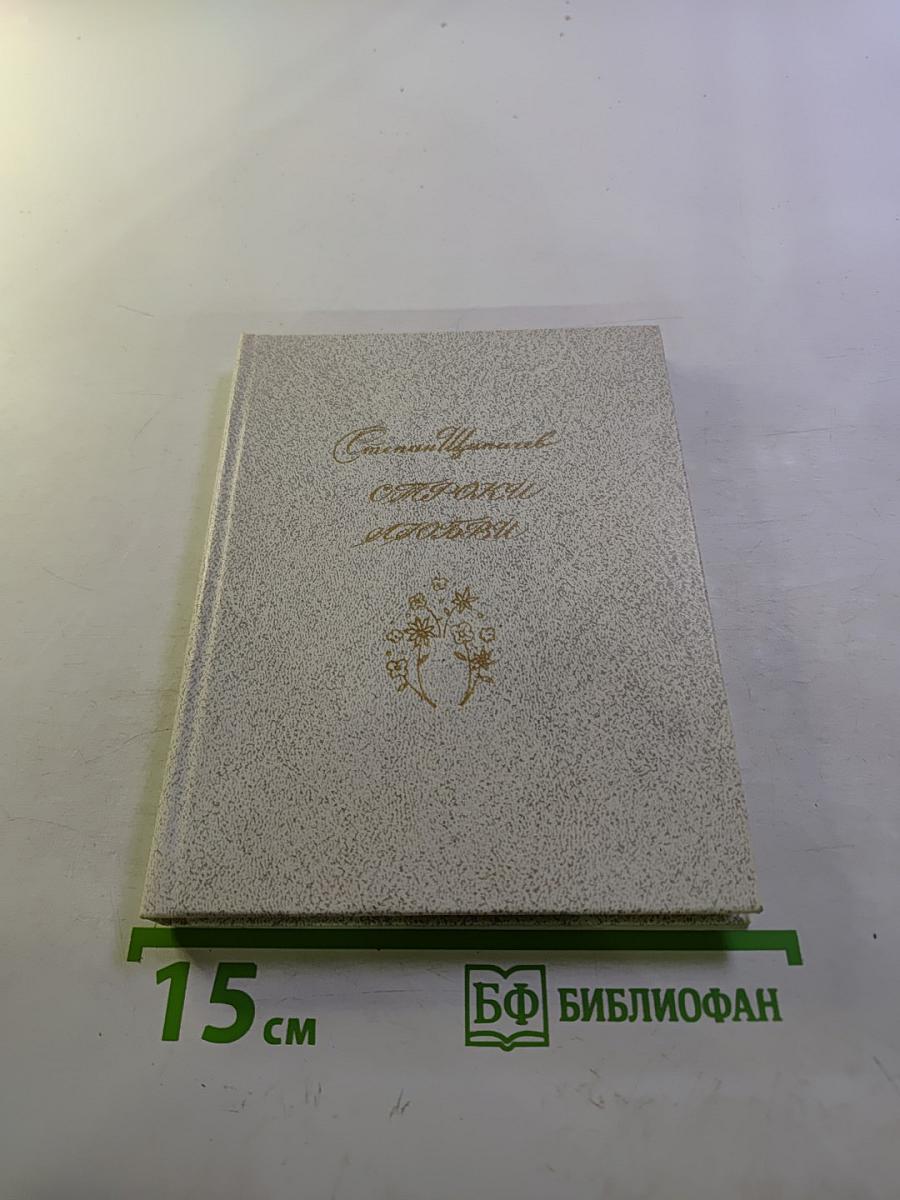 Степан Щипачев
СТРОКИ
ЛЮБВИ
15 см
БФ БИБЛИОФАН